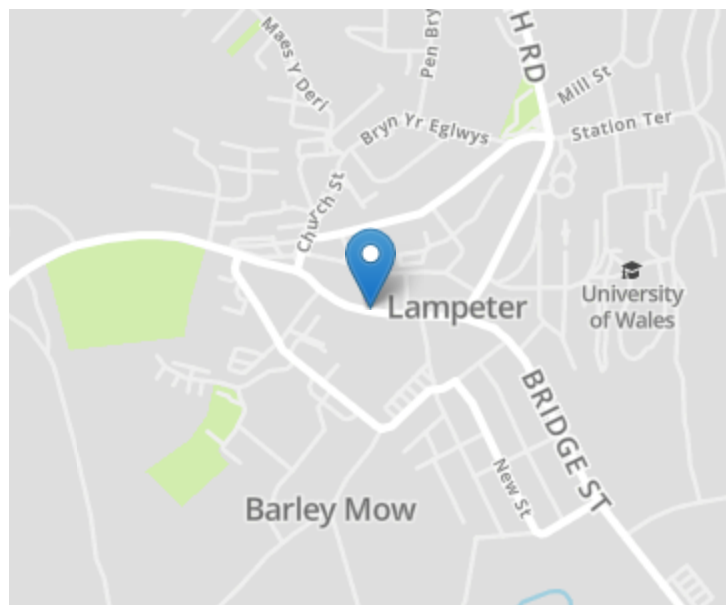 Maes Y Deri
Pen Bry
H RD
Mill St
Bryn Yr Eglwys
Station Ter
Church St
Lampeter
University
of Wales
BRIDGE ST
New St
Barley Mow